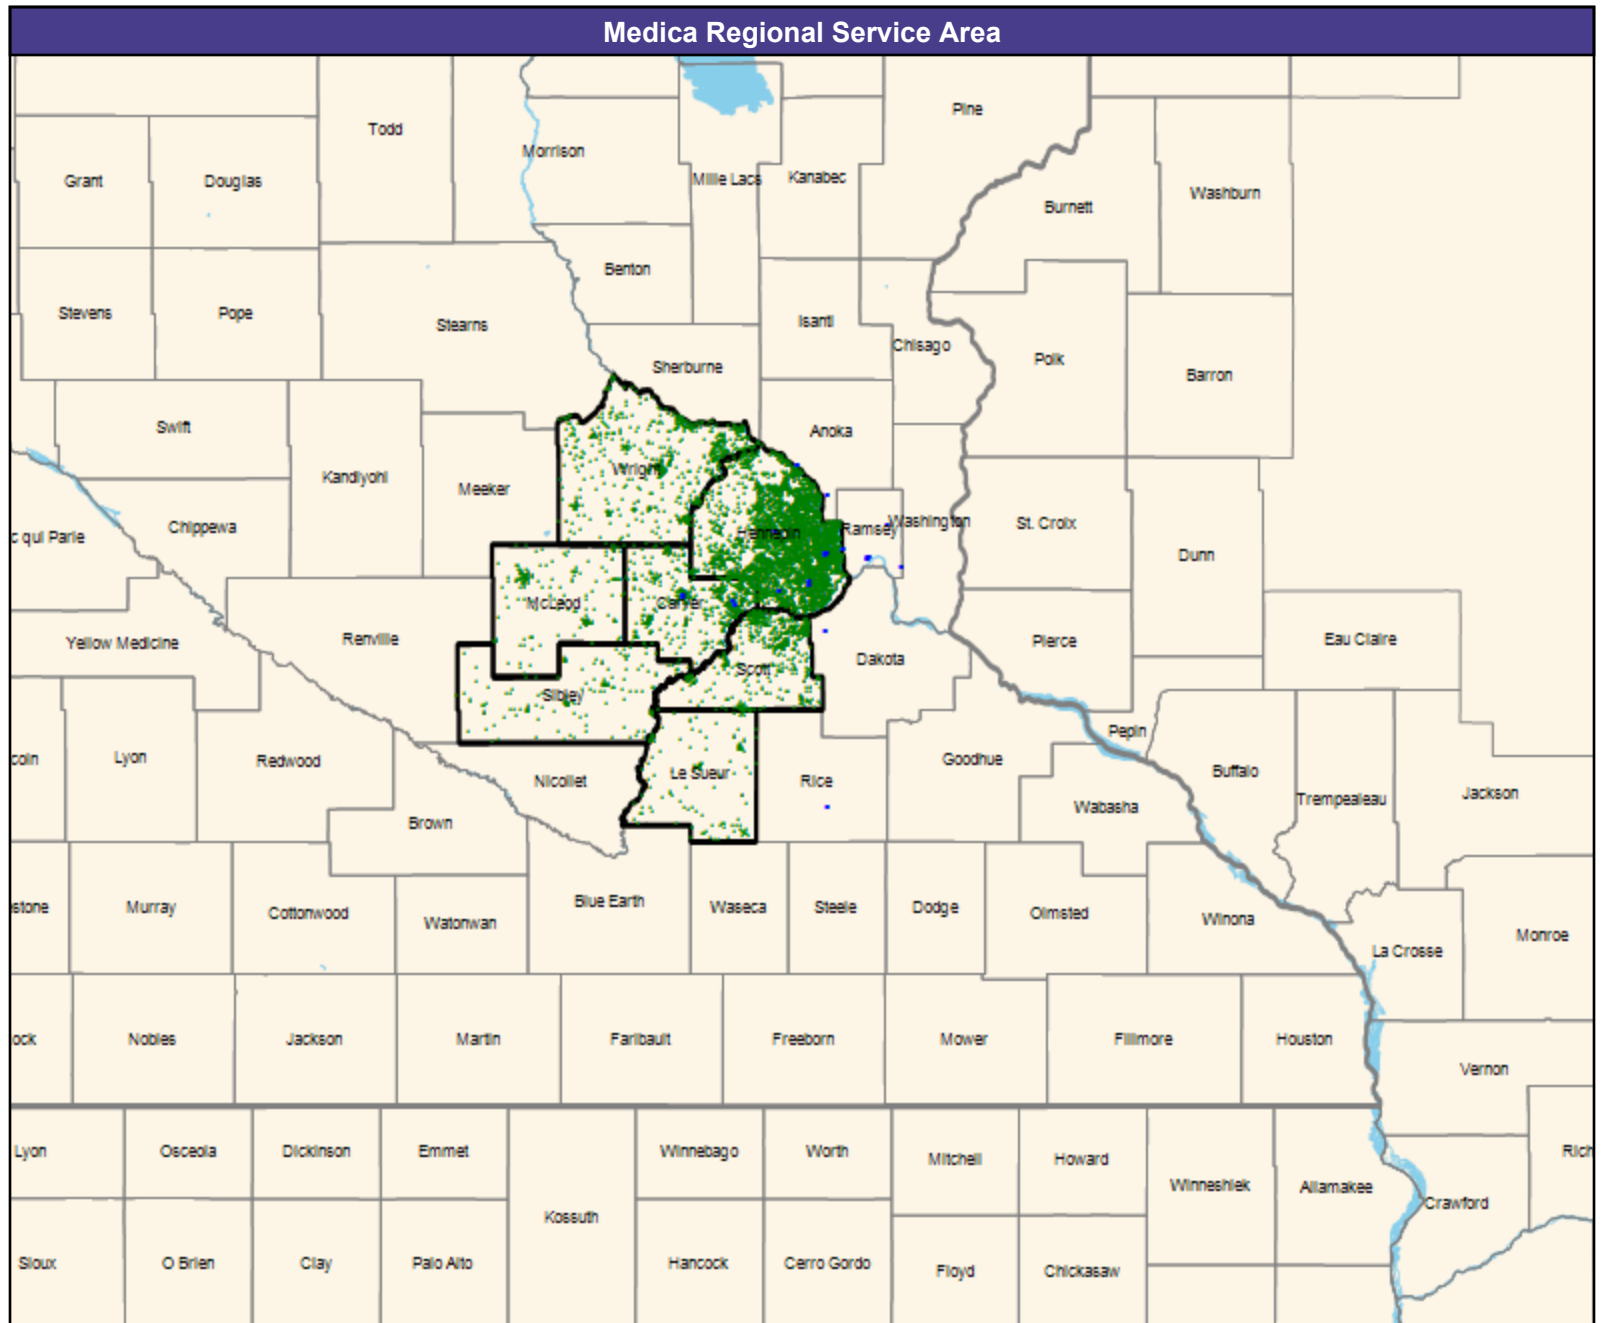 Medica Regional Service Area
Pine
Todd
Morrison
Mille Lacs
Kanabec
Grant
Douglas
Washburn
Burnett
Benton
Stevens
Pope
Isanti
Stearns
Chisago
Polk
Sherburne
Barron
Swift
Anoka
Wright
Kandiyohi
Meeker
Chippewa
Hennepin
Ramsey
Washington
St. Croix
c qui Parle
Dunn
McLeod
Carver
Yellow Medicine
Renville
Pierce
Eau Claire
Dakota
Scott
Sibley
Pepin
coln
Lyon
Redwood
Goodhue
Nicollet
Le Sueur
Rice
Buffalo
Trempealeau
Jackson
Wabasha
Brown
stone
Murray
Cottonwood
Watonwan
Blue Earth
Waseca
Steele
Dodge
Olmsted
Winona
Monroe
La Crosse
ock
Nobles
Jackson
Martin
Faribault
Freeborn
Mower
Fillmore
Houston
Vernon
Lyon
Osceola
Dickinson
Emmet
Winnebago
Worth
Mitchell
Howard
Rich
Winneshiek
Allamakee
Crawford
Kossuth
Sioux
O Brien
Clay
Palo Alto
Hancock
Cerro Gordo
Floyd
Chickasaw